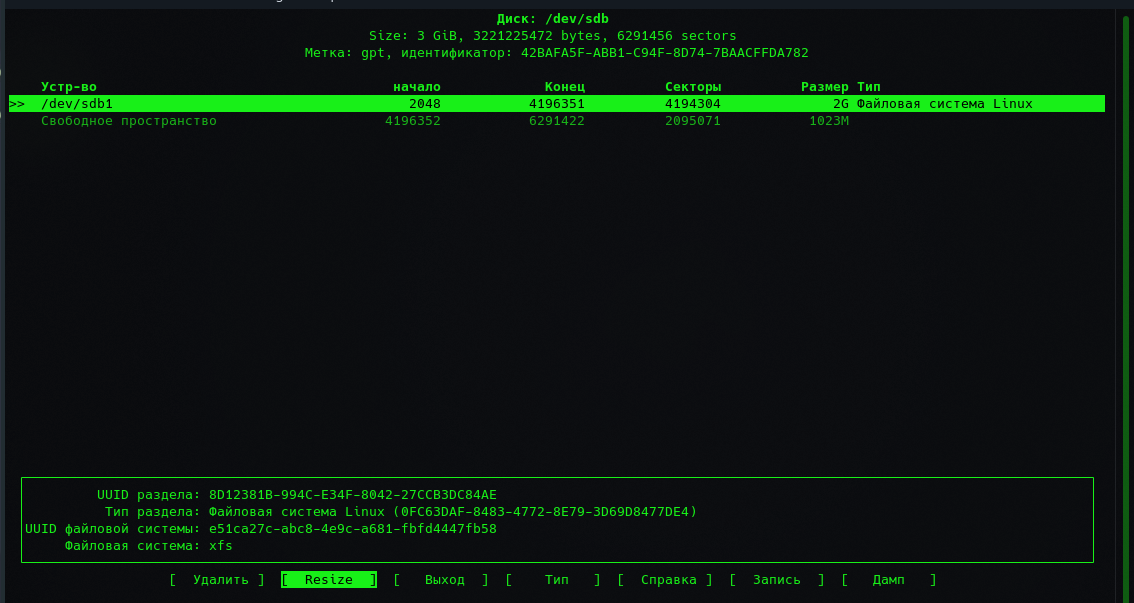 Диск: /dev/sdb
Size: 3 GiB, 3221225472 bytes, 6291456 sectors
Метка: gpt, идентификатор: 42BAFA5F-ABB1-C94F-8D74-7BAACFFDA782
Устр-во начало Конец Секторы Размер Тип
>> /dev/sdb1 2048 4196351 4194304 2G Файловая система Linux
Свободное пространство 4196352 6291422 2095071 1023M
UUID раздела: 8D12381B-994C-E34F-8042-27CCB3DC84AE
Тип раздела: Файловая система Linux (0FC63DAF-8483-4772-8E79-3D69D8477DE4)
UUID файловой системы: e51ca27c-abc8-4e9c-a681-fbfd4447fb58
Файловая система: xfs
[ Удалить ] [ Resize ] [ Выход ] [ Тип ] [ Справка ] [ Запись ] [ Дамп ]